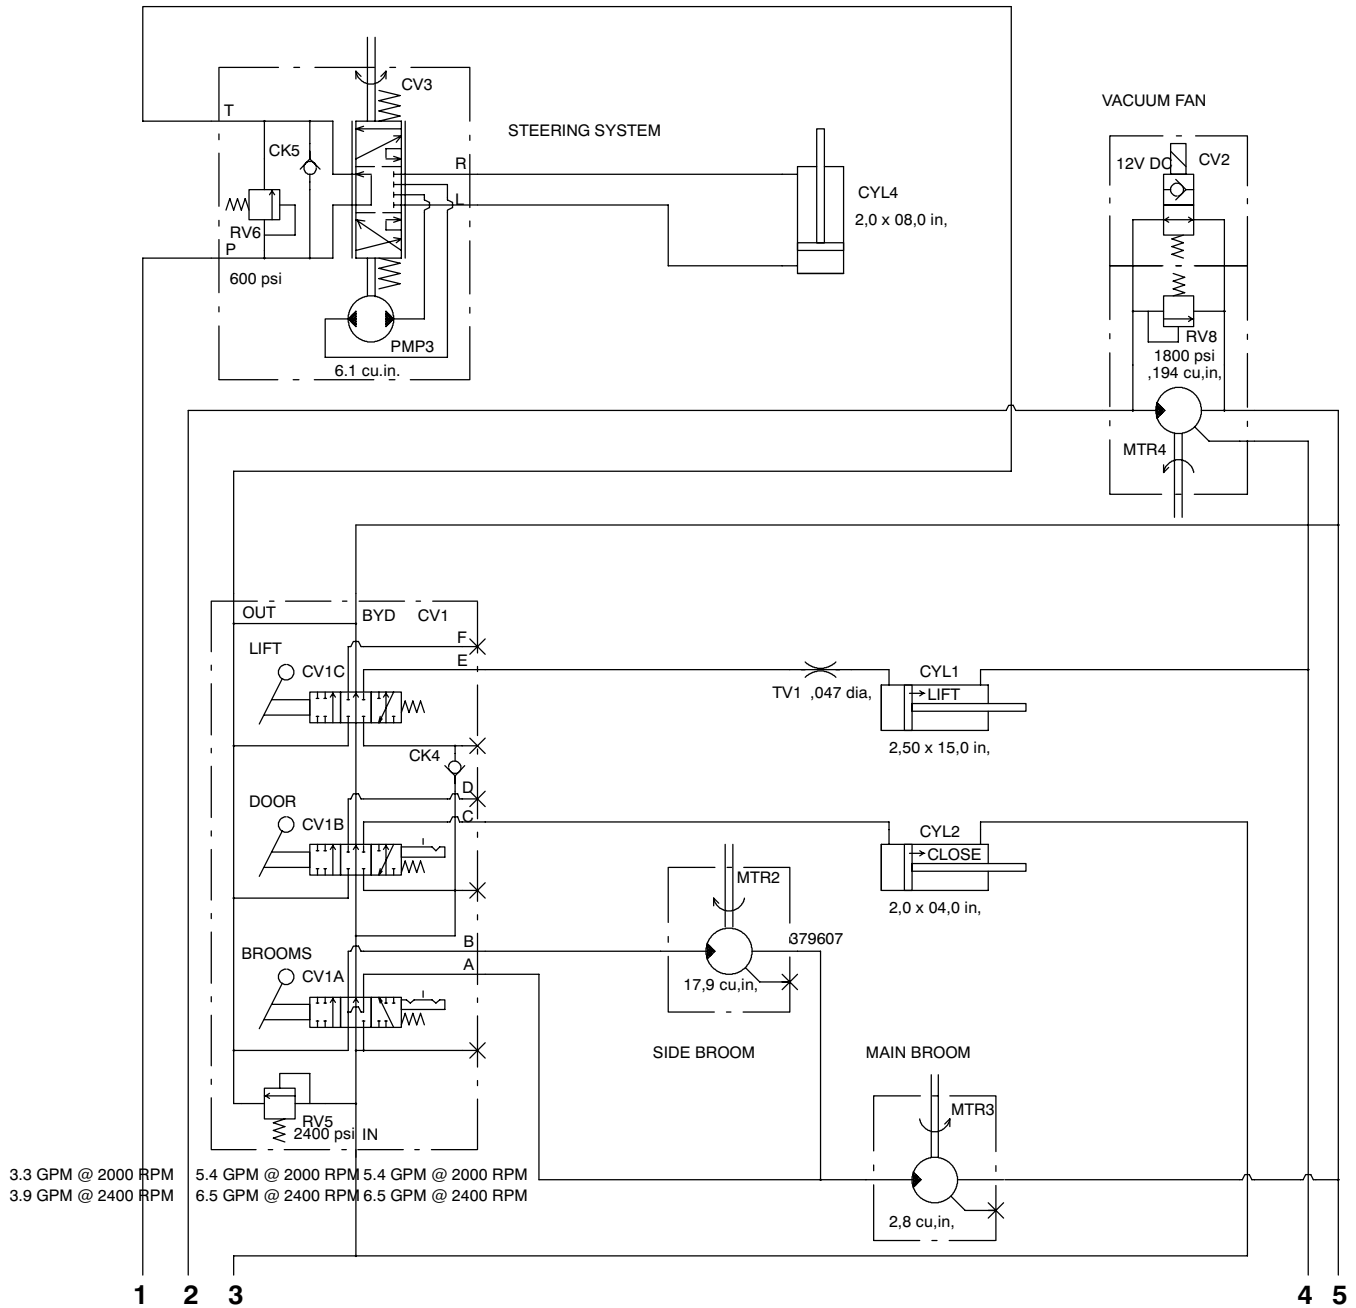 CV3
VACUUM FAN
T
STEERING SYSTEM
CK5
12V DC
CV2
R
CYL4
L
2,0 x 08,0 in,
RV6
P
600 psi
RV8
PMP3
1800 psi
6.1 cu.in.
,194 cu,in,
MTR4
OUT
BYD
CV1
F
LIFT
E
CV1C
CYL1
LIFT
TV1 ,047 dia,
2,50 x 15,0 in,
CK4
D
DOOR
C
CV1B
CYL2
CLOSE
MTR2
2,0 x 04,0 in,
379607
B
BROOMS
A
CV1A
17,9 cu,in,
SIDE BROOM
MAIN BROOM
MTR3
RV5
2400 psi
IN
3.3 GPM @ 2000 RPM
5.4 GPM @ 2000 RPM
5.4 GPM @ 2000 RPM
3.9 GPM @ 2400 RPM
6.5 GPM @ 2400 RPM
6.5 GPM @ 2400 RPM
2,8 cu,in,
1
2
3
4
5